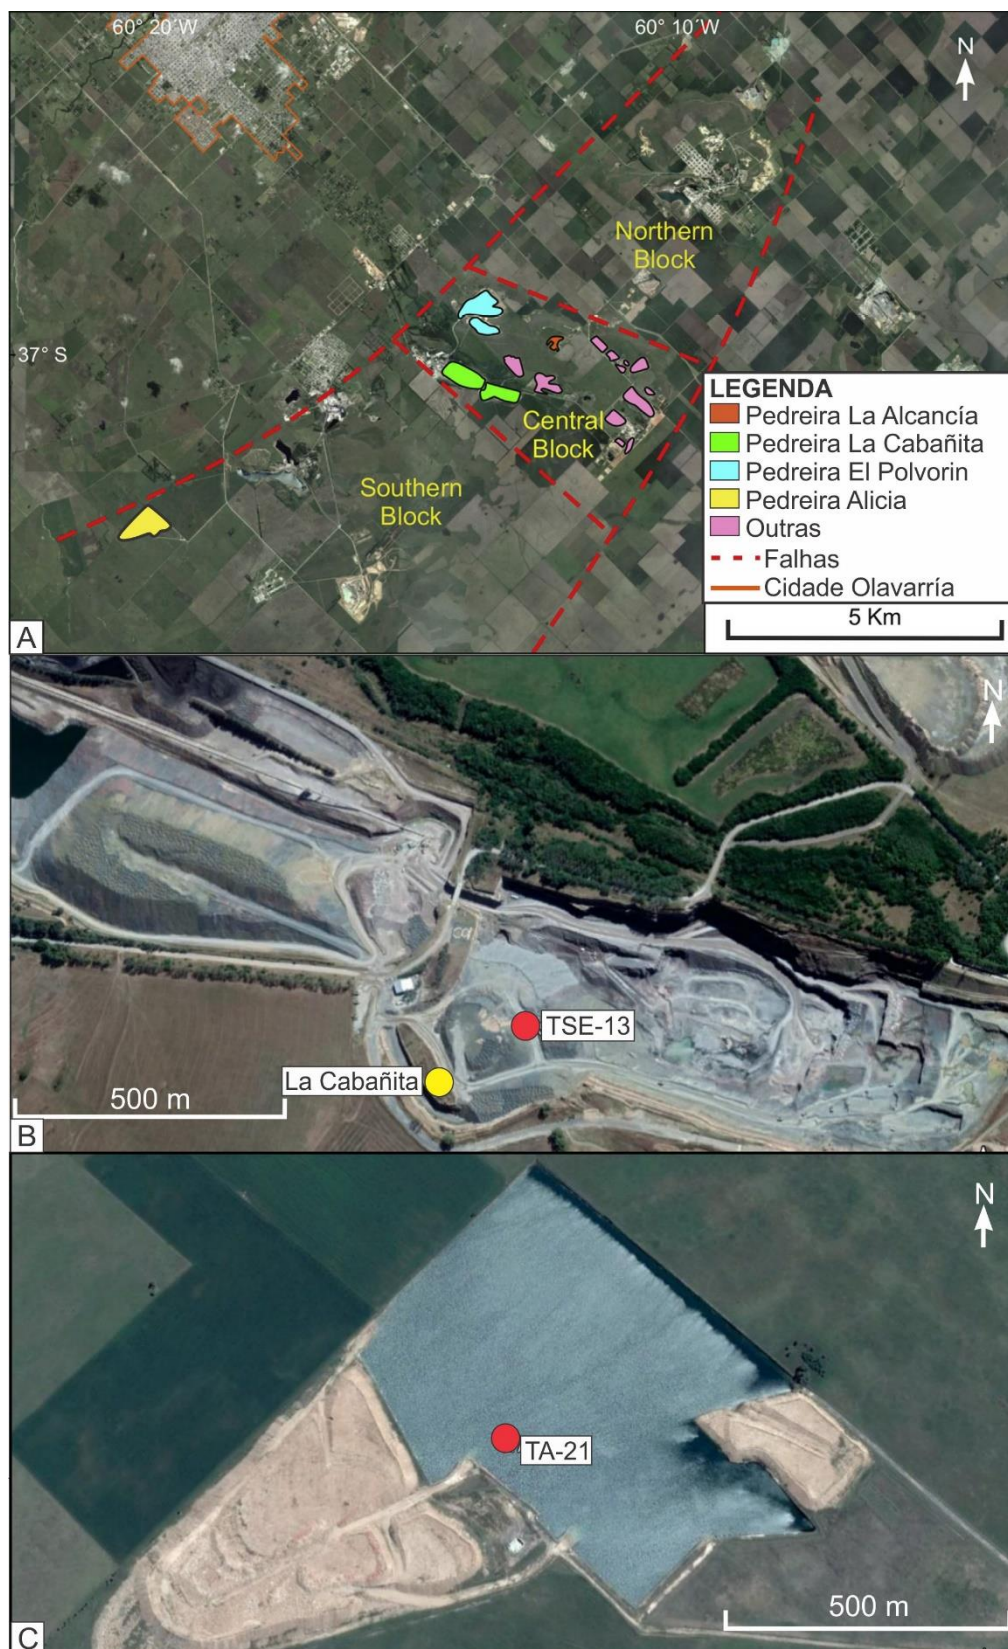 60° 20' W
60° 10' W
N
Northern
Block
37° S
Central
Block
Southern
Block
LEGENDA
Pedreira La Alcancía
Pedreira La Cabañita
Pedreira El Polvorin
Pedreira Alicia
Outras
Falhas
Cidade Olavarría
5 Km
A
N
TSE-13
La Cabañita
500 m
B
N
TA-21
500 m
C